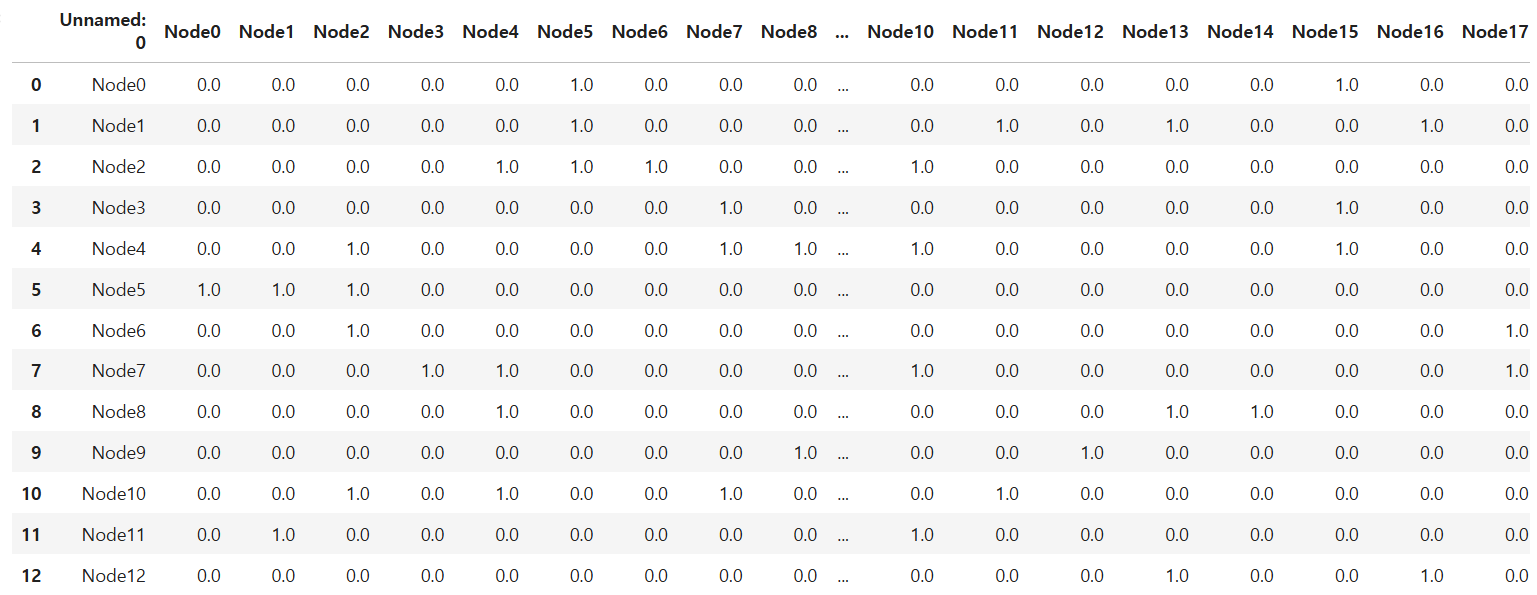 Unnamed: 0 Node0 Node1 Node2 Node3 Node4 Node5 Node6 Node7 Node8 ... Node10 Node11 Node12 Node13 Node14 Node15 Node16 Node17
0 Node0 0.0 0.0 0.0 0.0 0.0 1.0 0.0 0.0 0.0 ... 0.0 0.0 0.0 0.0 0.0 1.0 0.0 0.0
1 Node1 0.0 0.0 0.0 0.0 0.0 1.0 0.0 0.0 0.0 ... 0.0 1.0 0.0 1.0 0.0 0.0 1.0 0.0
2 Node2 0.0 0.0 0.0 0.0 1.0 1.0 1.0 0.0 0.0 ... 1.0 0.0 0.0 0.0 0.0 0.0 0.0 0.0
3 Node3 0.0 0.0 0.0 0.0 0.0 0.0 0.0 1.0 0.0 ... 0.0 0.0 0.0 0.0 0.0 1.0 0.0 0.0
4 Node4 0.0 0.0 1.0 0.0 0.0 0.0 0.0 1.0 1.0 ... 1.0 0.0 0.0 0.0 0.0 1.0 0.0 0.0
5 Node5 1.0 1.0 1.0 0.0 0.0 0.0 0.0 0.0 0.0 ... 0.0 0.0 0.0 0.0 0.0 0.0 0.0 0.0
6 Node6 0.0 0.0 1.0 0.0 0.0 0.0 0.0 0.0 0.0 ... 0.0 0.0 0.0 0.0 0.0 0.0 0.0 1.0
7 Node7 0.0 0.0 0.0 1.0 1.0 0.0 0.0 0.0 0.0 ... 1.0 0.0 0.0 0.0 0.0 0.0 0.0 1.0
8 Node8 0.0 0.0 0.0 0.0 1.0 0.0 0.0 0.0 0.0 ... 0.0 0.0 0.0 1.0 1.0 0.0 0.0 0.0
9 Node9 0.0 0.0 0.0 0.0 0.0 0.0 0.0 0.0 1.0 ... 0.0 0.0 1.0 0.0 0.0 0.0 0.0 0.0
10 Node10 0.0 0.0 1.0 0.0 1.0 0.0 0.0 1.0 0.0 ... 0.0 1.0 0.0 0.0 0.0 0.0 0.0 0.0
11 Node11 0.0 1.0 0.0 0.0 0.0 0.0 0.0 0.0 0.0 ... 1.0 0.0 0.0 0.0 0.0 0.0 0.0 0.0
12 Node12 0.0 0.0 0.0 0.0 0.0 0.0 0.0 0.0 0.0 ... 0.0 0.0 0.0 1.0 0.0 0.0 1.0 0.0